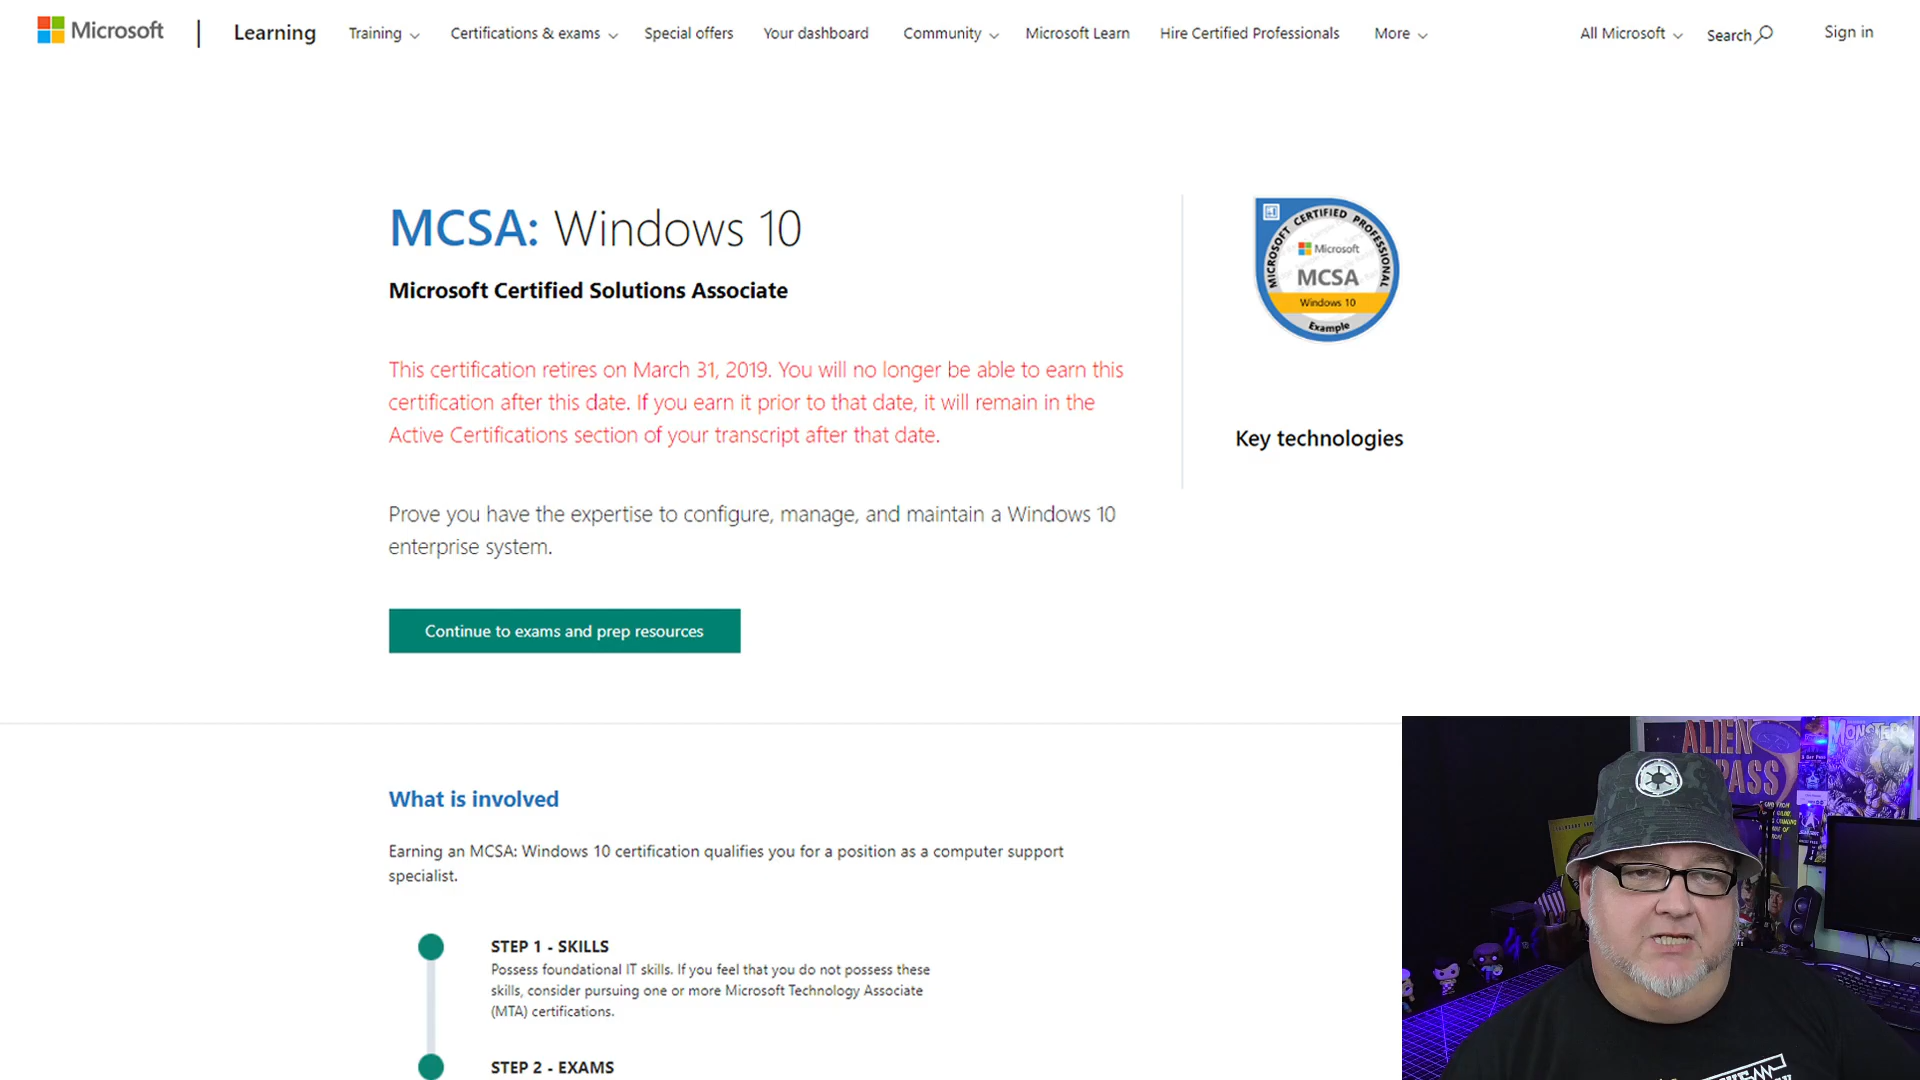 Microsoft | Learning Training Certifications & exams Special offers Your dashboard Community Microsoft Learn Hire Certified Professionals More All Microsoft Search Sign in
MCSA: Windows 10
Microsoft Certified Solutions Associate
This certification retires on March 31, 2019. You will no longer be able to earn this
certification after this date. If you earn it prior to that date, it will remain in the
Active Certifications section of your transcript after that date.
Prove you have the expertise to configure, manage, and maintain a Windows 10
enterprise system.
Continue to exams and prep resources
MICROSOFT CERTIFIED PROFESSIONAL
Microsoft
MCSA
Windows 10
Example
Key technologies
What is involved
Earning an MCSA: Windows 10 certification qualifies you for a position as a computer support
specialist.
STEP 1 - SKILLS
Possess foundational IT skills. If you feel that you do not possess these
skills, consider pursuing one or more Microsoft Technology Associate
(MTA) certifications.
STEP 2 - EXAMS
ALIEN
PASS
MONSTERS